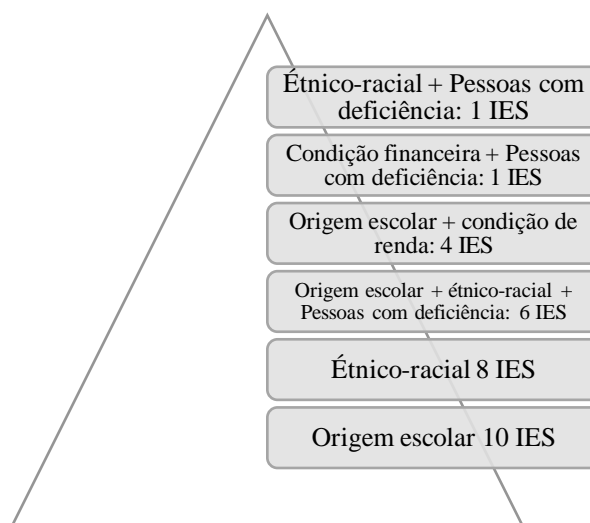 Étnico-racial + Pessoas com
deficiência: 1 IES
Condição financeira + Pessoas
com deficiência: 1 IES
Origem escolar + condição de
renda: 4 IES
Origem escolar + étnico-racial +
Pessoas com deficiência: 6 IES
Étnico-racial 8 IES
Origem escolar 10 IES